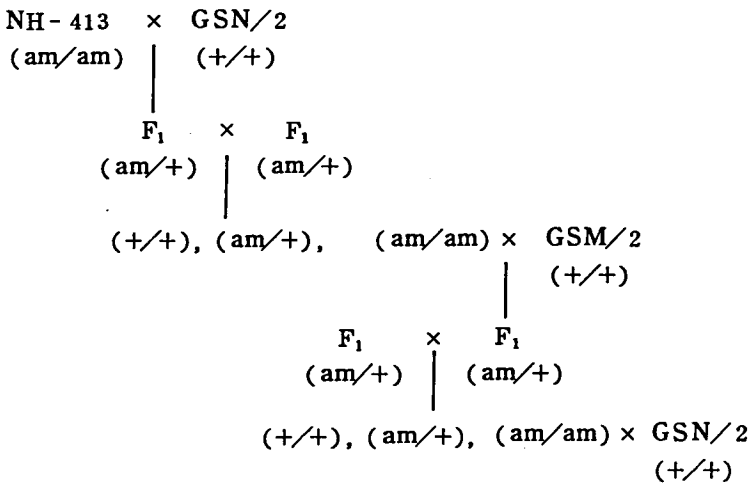 NH-413 × GSN/2
(am/am) (+/+)
F₁ × F₁
(am/+) (am/+)
(+/+), (am/+), (am/am) × GSM/2
(+/+)
F₁ × F₁
(am/+) (am/+)
(+/+), (am/+), (am/am) × GSN/2
(+/+)